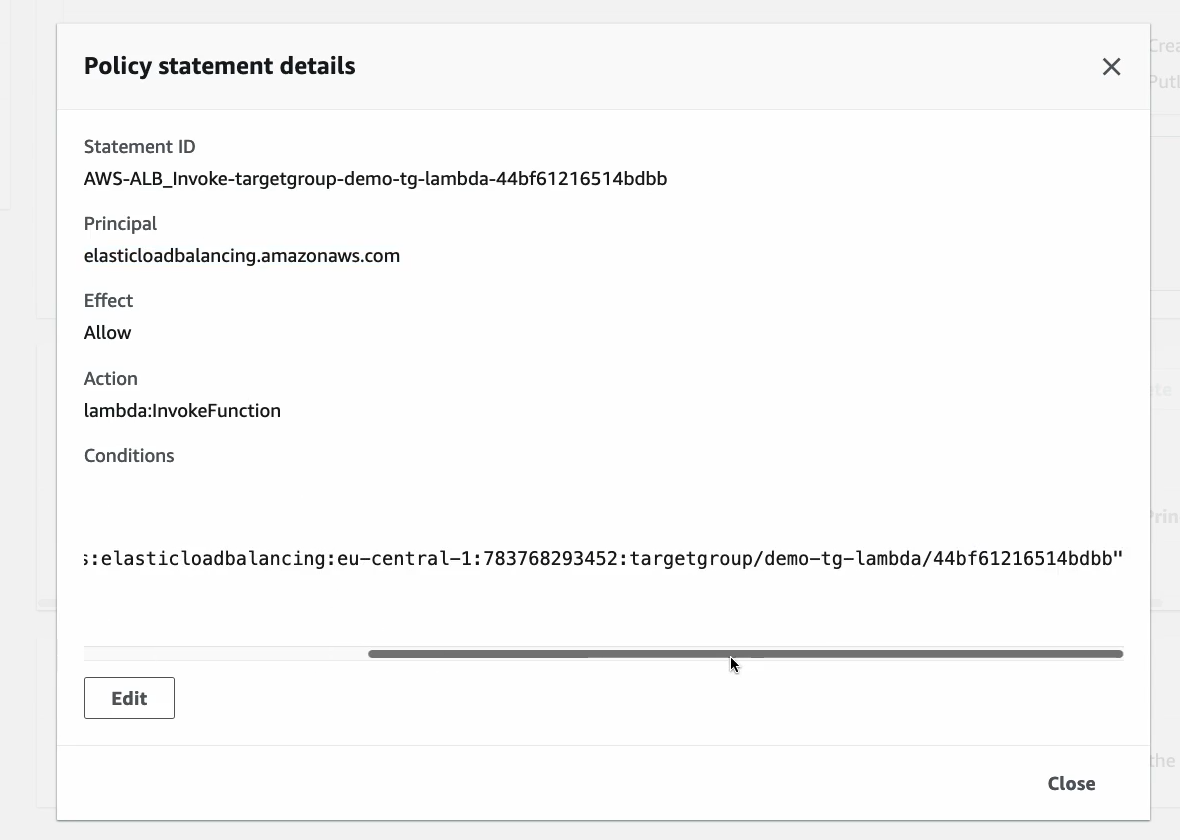 Policy statement details
Statement ID
AWS-ALB_Invoke-targetgroup-demo-tg-lambda-44bf61216514bdbb
Principal
elasticloadbalancing.amazonaws.com
Effect
Allow
Action
lambda:InvokeFunction
Conditions
s:elasticloadbalancing:eu-central-1:783768293452:targetgroup/demo-tg-lambda/44bf61216514bdbb"
Edit
the
Close